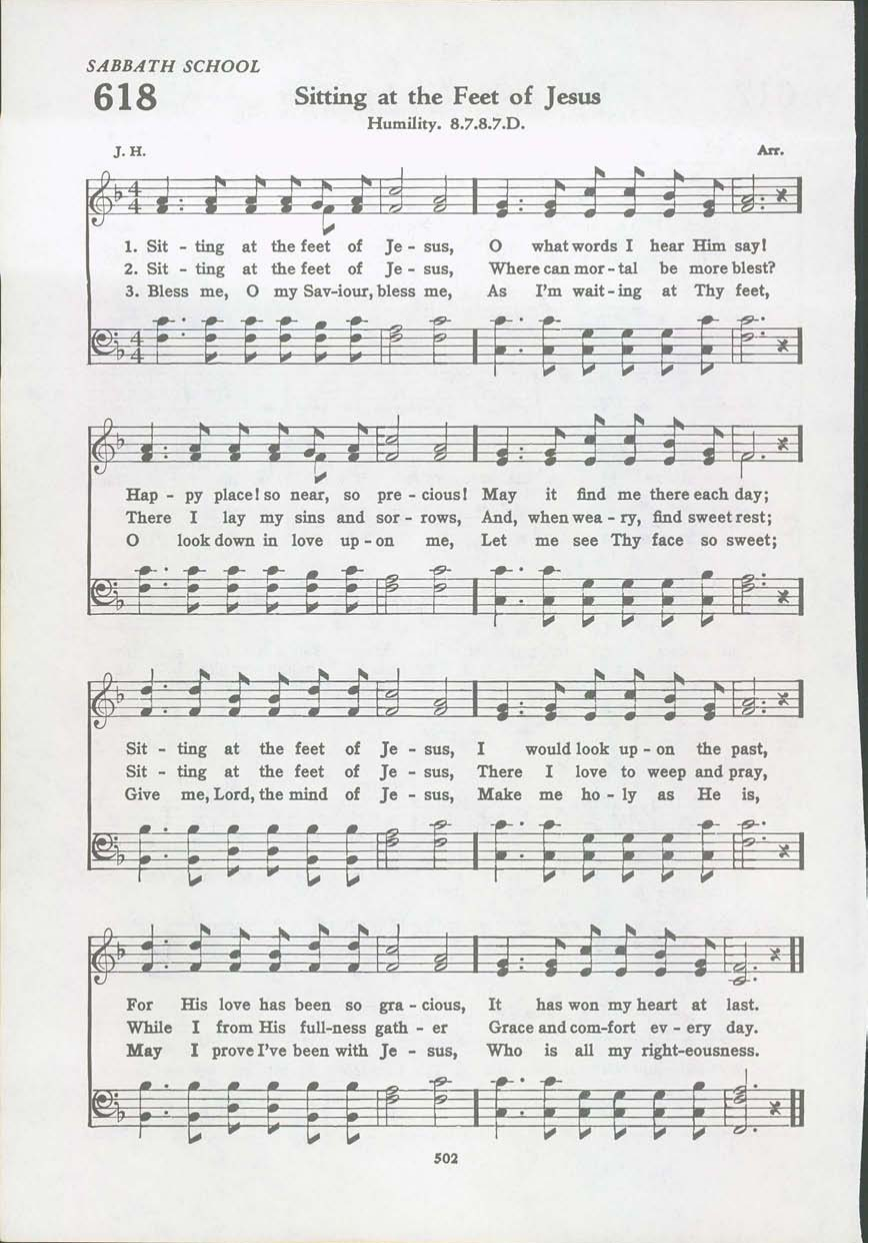 SABBATH SCHOOL
618
Sitting at the Feet of Jesus
Humility. 8.7.8.7.D.
J. H. Arr.
1. Sit - ting at the feet of Je - sus, O what words I hear Him say!
2. Sit - ting at the feet of Je - sus, Where can mor - tal be more blest?
3. Bless me, O my Sav-iour, bless me, As I'm wait - ing at Thy feet,
Hap - py place! so near, so pre - cious! May it find me there each day;
There I lay my sins and sor - rows, And, when wea - ry, find sweet rest;
O look down in love up - on me, Let me see Thy face so sweet;
Sit - ting at the feet of Je - sus, I would look up - on the past,
Sit - ting at the feet of Je - sus, There I love to weep and pray,
Give me, Lord, the mind of Je - sus, Make me ho - ly as He is,
For His love has been so gra - cious, It has won my heart at last.
While I from His full-ness gath - er Grace and com-fort ev - ery day.
May I prove I've been with Je - sus, Who is all my right-eousness.
502